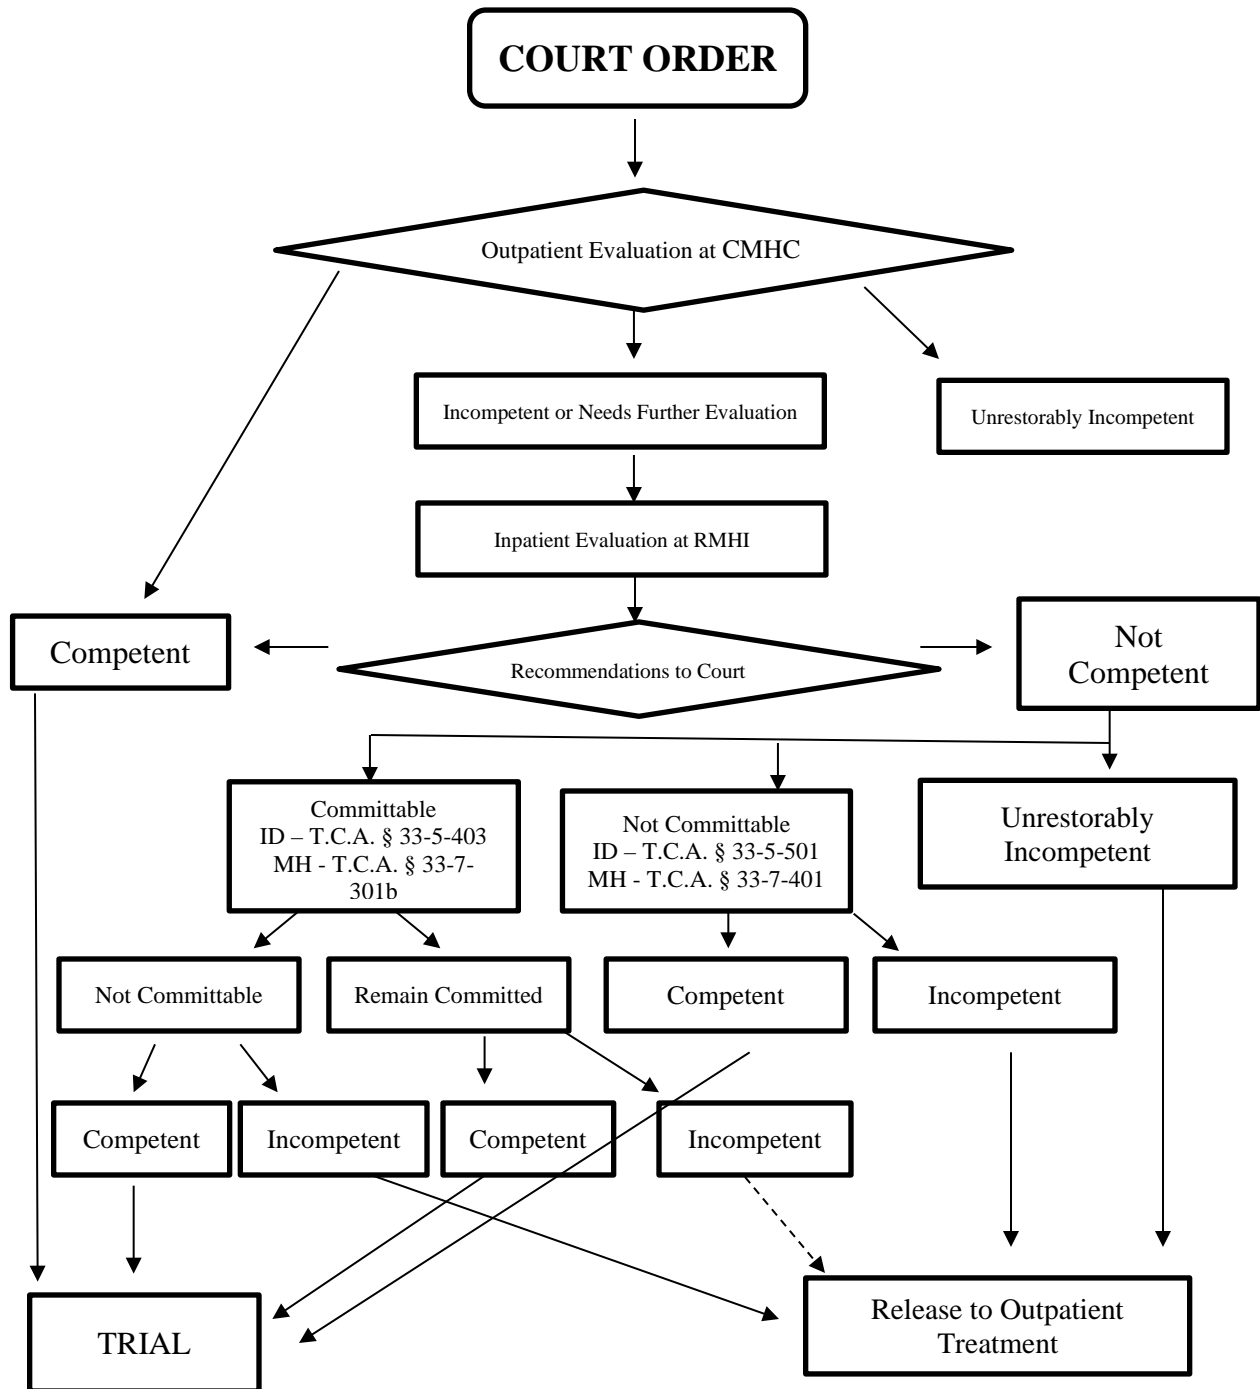 COURT ORDER
Outpatient Evaluation at CMHC
Incompetent or Needs Further Evaluation
Unrestorably Incompetent
Inpatient Evaluation at RMHI
Competent
Recommendations to Court
Not
Competent
Committable
ID – T.C.A. § 33-5-403
MH - T.C.A. § 33-7-
301b
Not Committable
ID – T.C.A. § 33-5-501
MH - T.C.A. § 33-7-401
Unrestorably
Incompetent
Not Committable
Remain Committed
Competent
Incompetent
Competent
Incompetent
Competent
Incompetent
TRIAL
Release to Outpatient
Treatment